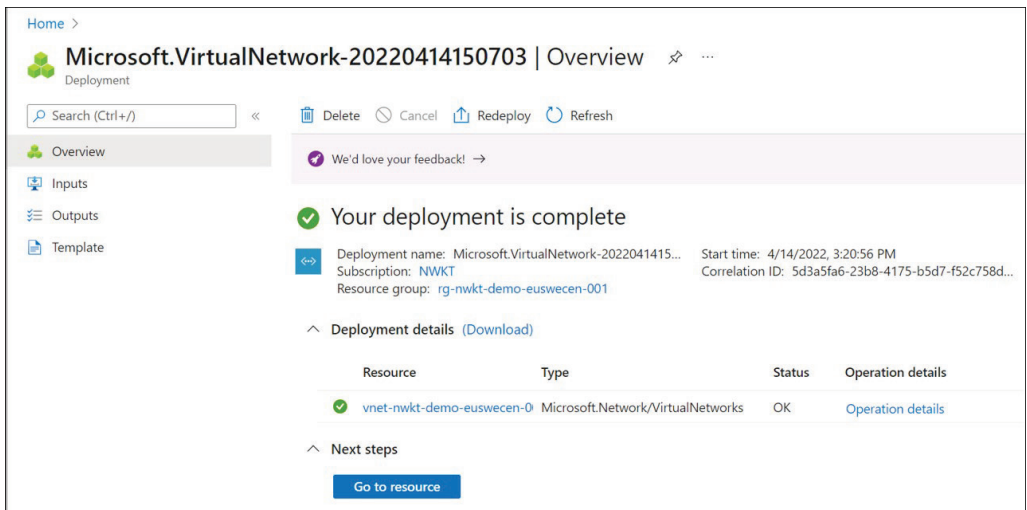 Home >
Microsoft.VirtualNetwork-20220414150703 | Overview ...
Deployment
Search (Ctrl+/) «
Delete Cancel Redeploy Refresh
Overview
We'd love your feedback! →
Inputs
Outputs
Template
Your deployment is complete
Deployment name: Microsoft.VirtualNetwork-2022041415... Start time: 4/14/2022, 3:20:56 PM
Subscription: NWKT Correlation ID: 5d3a5fa6-23b8-4175-b5d7-f52c758d...
Resource group: rg-nwkt-demo-euswecen-001
Deployment details (Download)
Resource Type Status Operation details
vnet-nwkt-demo-euswecen-0 Microsoft.Network/VirtualNetworks OK Operation details
Next steps
Go to resource